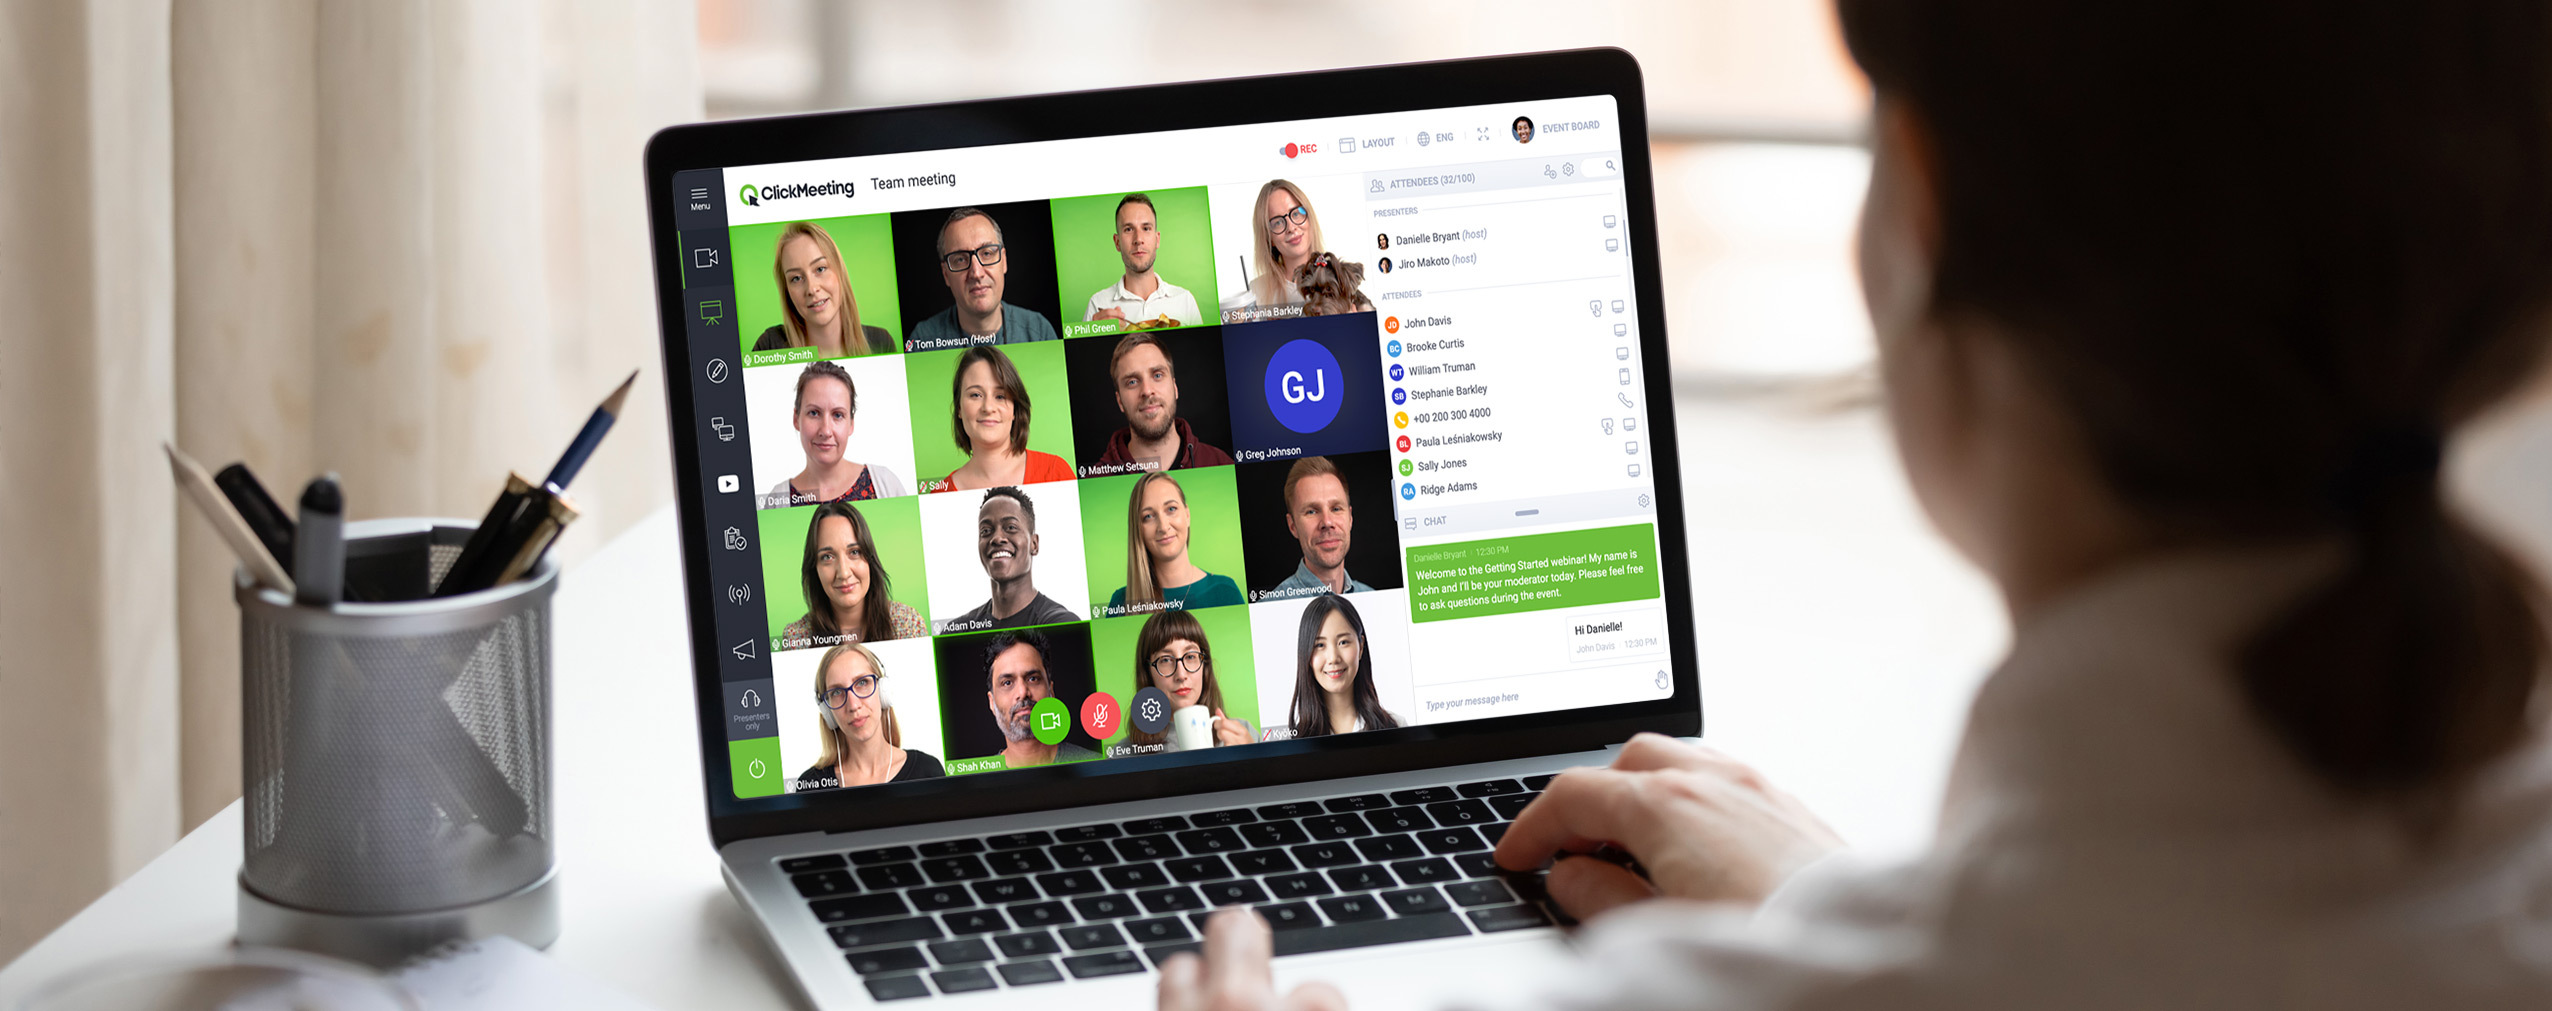 REC
LAYOUT
ENG
EVENT BOARD
Menu
ClickMeeting
Team meeting
ATTENDEES (32/100)
PRESENTERS
Danielle Bryant (host)
Jiro Makoto (host)
ATTENDEES
JD John Davis
BC Brooke Curtis
WT William Truman
SB Stephanie Barkley
+00 200 300 4000
BL Paula Leśniakowsky
SJ Sally Jones
RA Ridge Adams
CHAT
Danielle Bryant 12:30 PM
Welcome to the Getting Started webinar! My name is
John and I'll be your moderator today. Please feel free
to ask questions during the event.
Hi Danielle!
John Davis 12:30 PM
Type your message here
Dorothy Smith
Tom Bowsun (Host)
Phil Green
Stephania Barkley
Daria Smith
Sally
Matthew Setsuna
GJ
Greg Johnson
Gianna Youngmen
Adam Davis
Paula Leśniakowsky
Simon Greenwood
Olivia Otis
Shah Khan
Eve Truman
Kyoko
Presenters
only